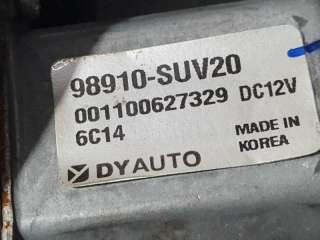 98910-SUV20
001100627329 DC12V
6C14
MADE IN
KOREA
DYAUTO